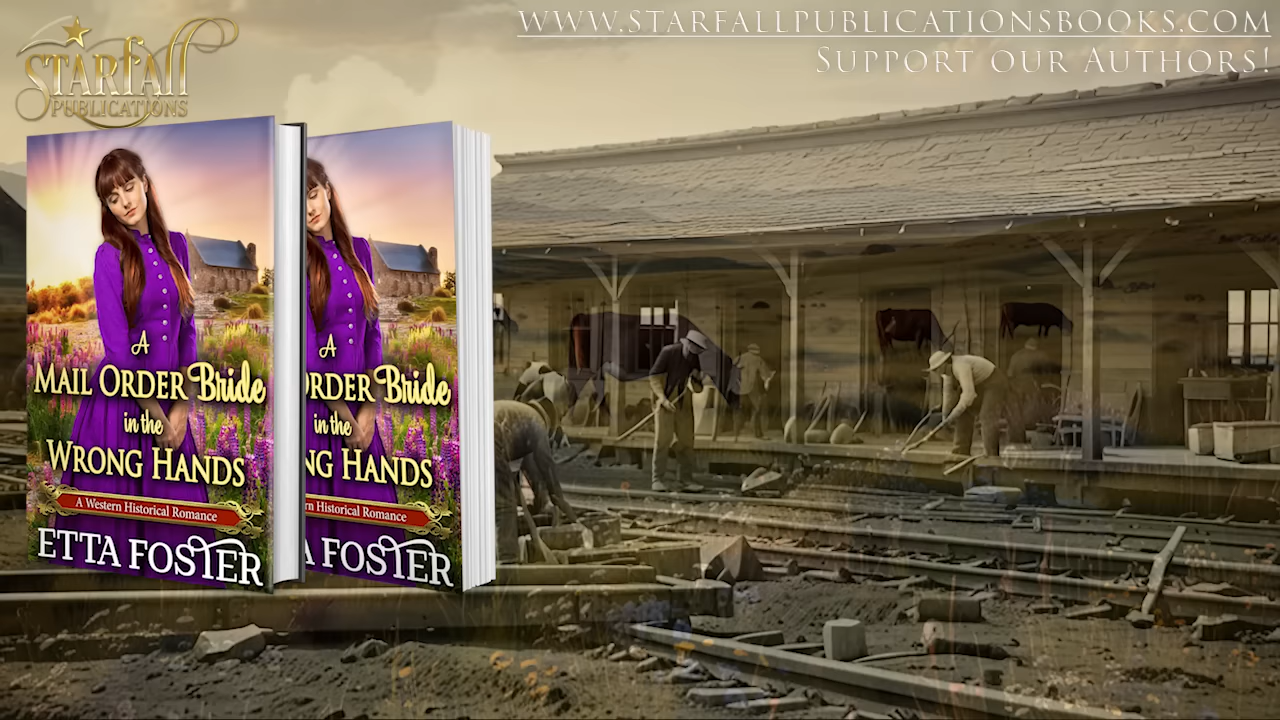 STARfall
PUBLICATIONS
WWW.STARFALLPUBLICATIONSBOOKS.COM
SUPPORT OUR AUTHORS!
A
MAIL ORDER Bride
in the
WRONG HANDS
A Western Historical Romance
ETTA FOSTER
A
ORDER Bride
in the
NG HANDS
rn Historical Romance
A FOSTER